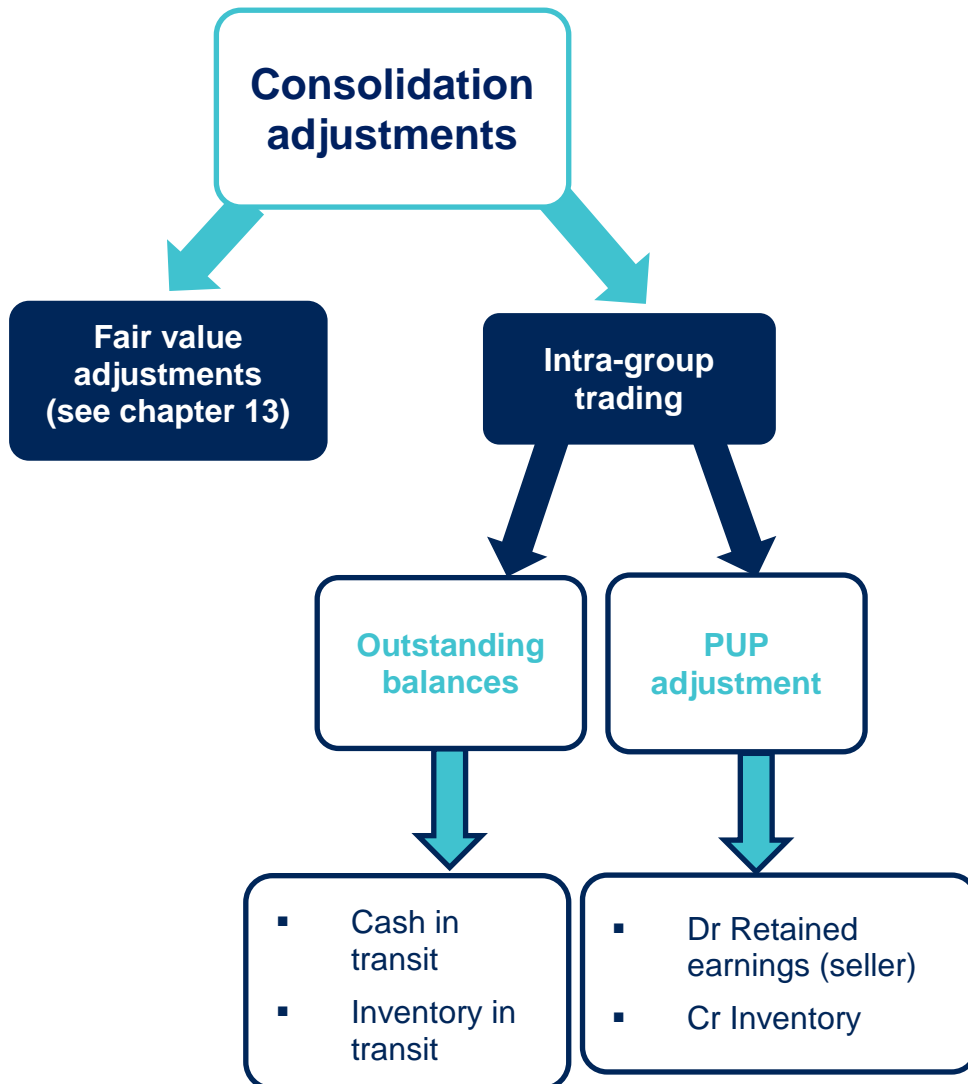 Consolidation
adjustments
Fair value
adjustments
(see chapter 13)
Intra-group
trading
Outstanding
balances
PUP
adjustment
▪ Cash in
transit
▪ Inventory in
transit
▪ Dr Retained
earnings (seller)
▪ Cr Inventory